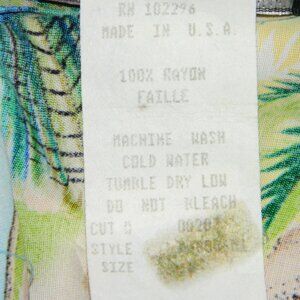 RN 102296
MADE IN U.S.A.
100% RAYON
FAILLE
MACHINE WASH
COLD WATER
TUMBLE DRY LOW
DO NOT BLEACH
CUT #
STYLE
SIZE